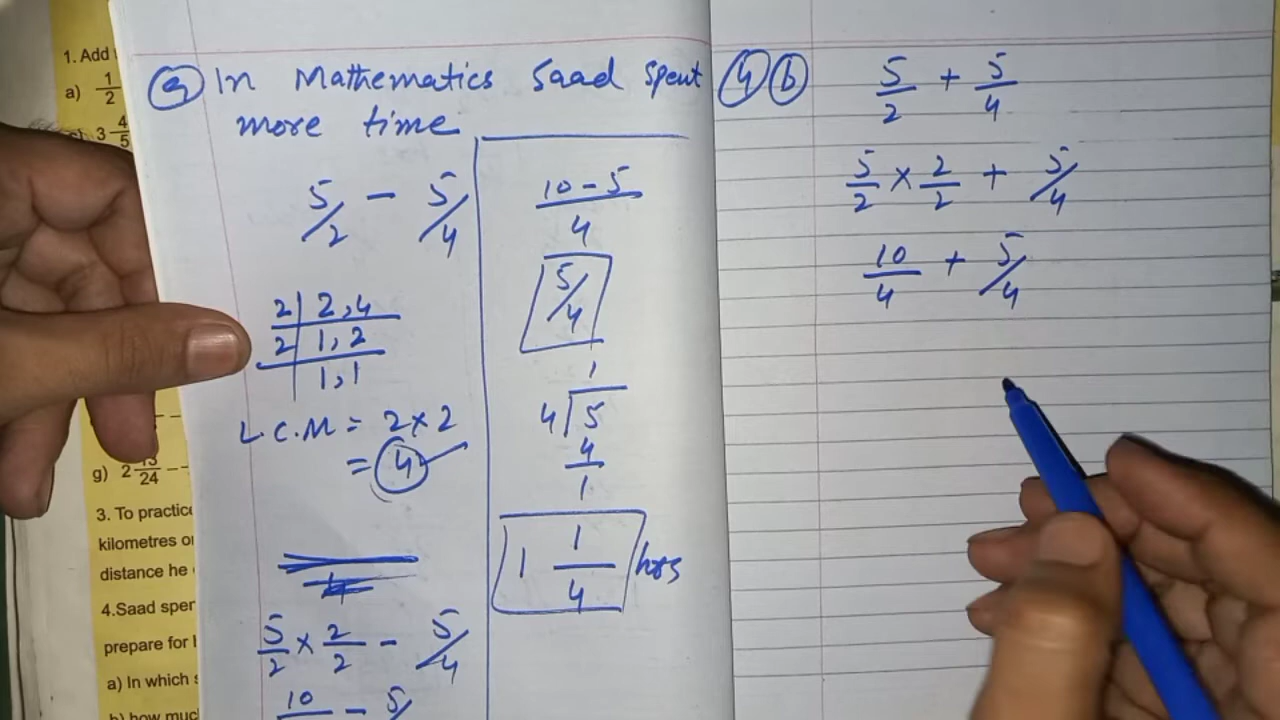 1. Add
a) 1/2
3 4/5
g) 2 /24
3. To practic
kilometres o
distance he
4.Saad sper
prepare for
a) In which
b) how muc
a) In Mathematics Saad spent
more time
5/2 - 5/4
2 | 2,4
2 | 1,2
1,1
L.C.M = 2×2
= 4
5/2 × 2/2 - 5/4
10 - 5/
10-5
4
5/4
1
4 5
4
1
1 1/4 hrs
4 b
5/2 + 5/4
5/2 × 2/2 + 5/4
10/4 + 5/4